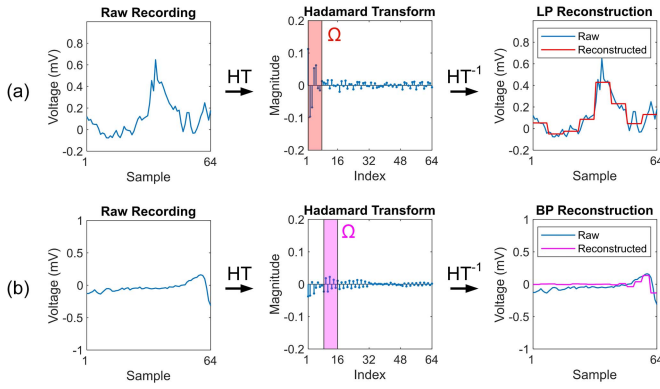 (a)
Raw Recording
Voltage (mV)
0.8
0.6
0.4
0.2
0
-0.2
1
64
Sample
HT
Hadamard Transform
Magnitude
0.2
0.1
0
-0.1
-0.2
Ω
1
16
32
48
64
Index
HT-1
LP Reconstruction
Voltage (mV)
0.8
0.6
0.4
0.2
0
-0.2
Raw
Reconstructed
1
64
Sample
(b)
Raw Recording
Voltage (mV)
1
0.5
0
-0.5
-1
1
64
Sample
HT
Hadamard Transform
Magnitude
0.2
0.1
0
-0.1
-0.2
Ω
1
16
32
48
64
Index
HT-1
BP Reconstruction
Voltage (mV)
1
0.5
0
-0.5
-1
Raw
Reconstructed
1
64
Sample